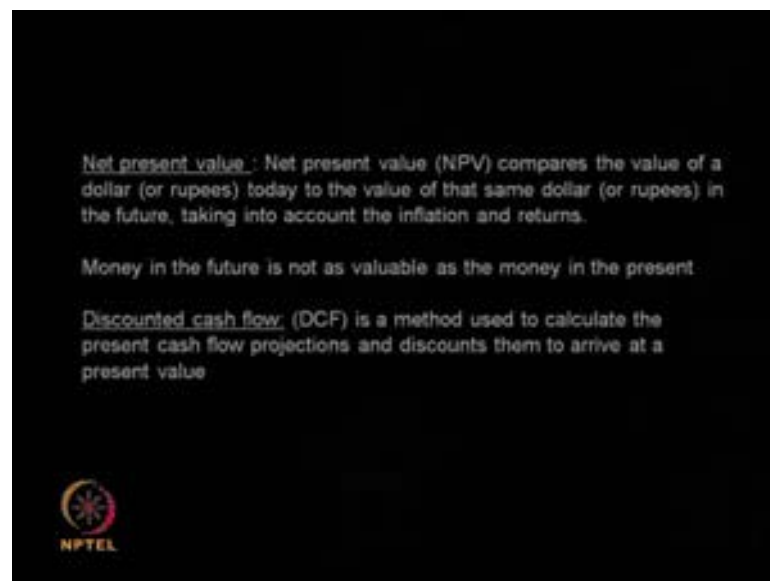 Net present value : Net present value (NPV) compares the value of a
dollar (or rupees) today to the value of that same dollar (or rupees) in
the future, taking into account the inflation and returns.
Money in the future is not as valuable as the money in the present
Discounted cash flow: (DCF) is a method used to calculate the
present cash flow projections and discounts them to arrive at a
present value
NPTEL